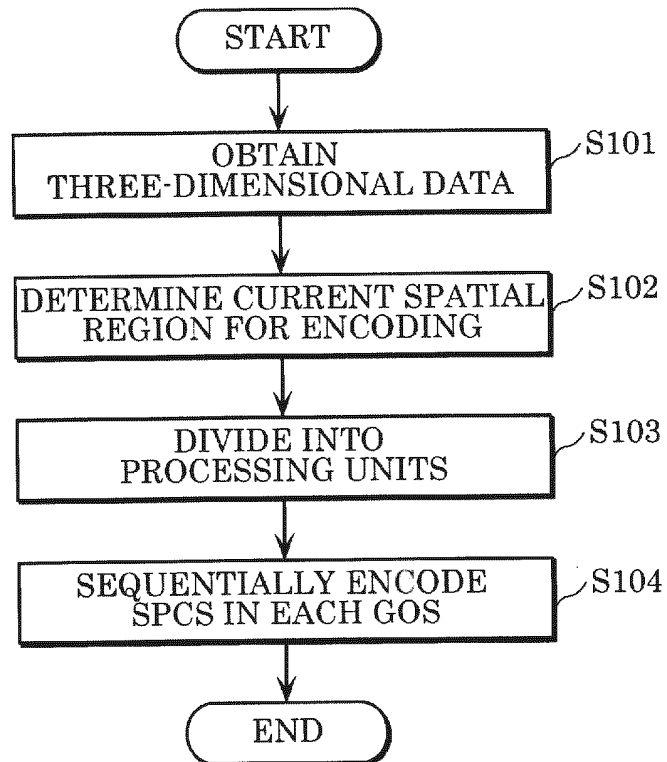 START
OBTAIN
THREE-DIMENSIONAL DATA
S101
DETERMINE CURRENT SPATIAL
REGION FOR ENCODING
S102
DIVIDE INTO
PROCESSING UNITS
S103
SEQUENTIALLY ENCODE
SPCS IN EACH GOS
S104
END